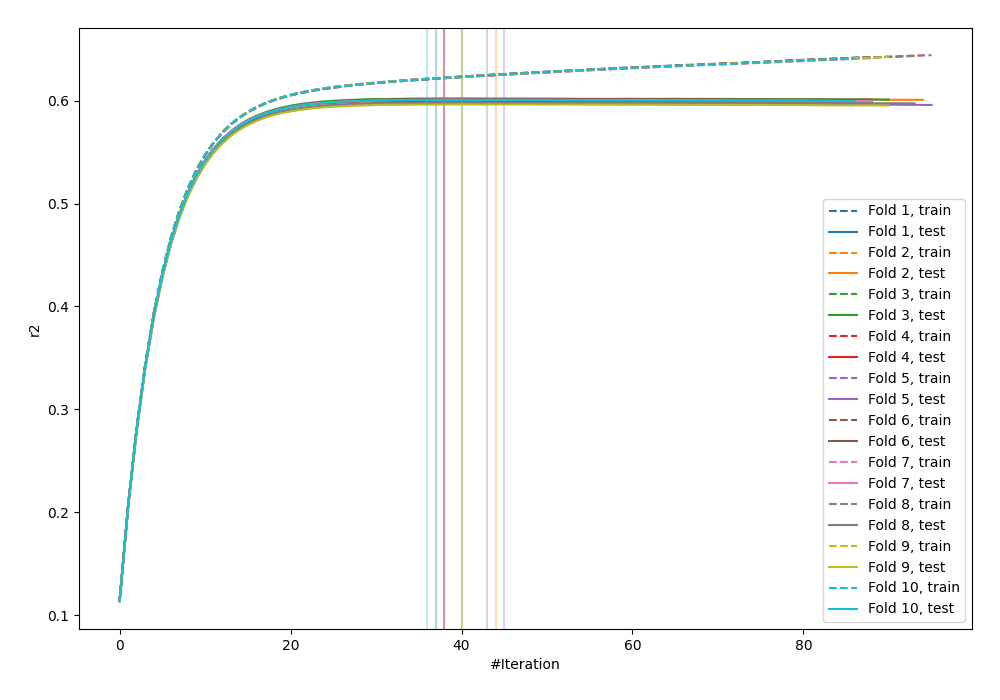 0.6
0.5
0.4
0.3
0.2
0.1
r2
0
20
40
60
80
#Iteration
Fold 1, train
Fold 1, test
Fold 2, train
Fold 2, test
Fold 3, train
Fold 3, test
Fold 4, train
Fold 4, test
Fold 5, train
Fold 5, test
Fold 6, train
Fold 6, test
Fold 7, train
Fold 7, test
Fold 8, train
Fold 8, test
Fold 9, train
Fold 9, test
Fold 10, train
Fold 10, test